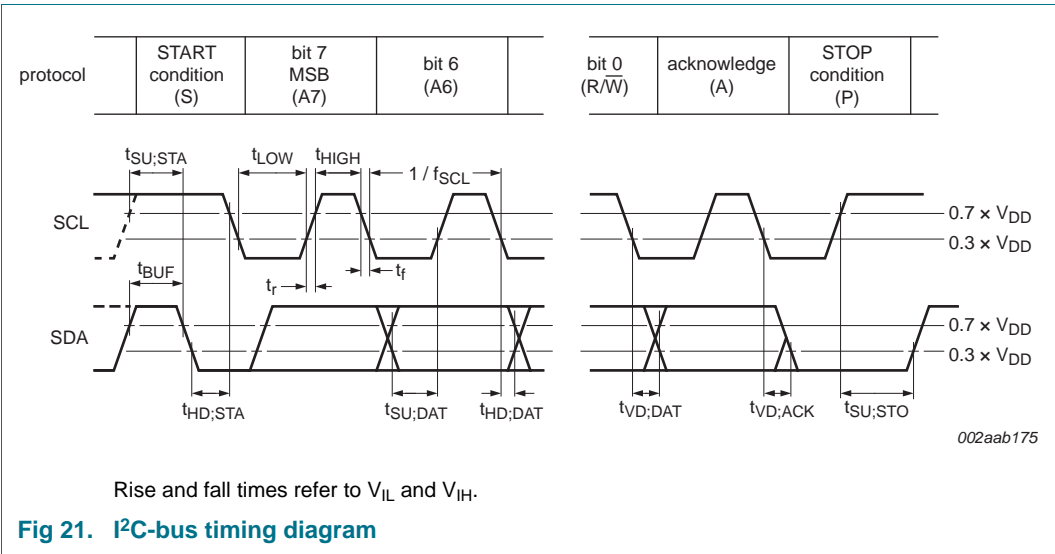 protocol
START
condition
(S)
bit 7
MSB
(A7)
bit 6
(A6)
bit 0
(R/W̅)
acknowledge
(A)
STOP
condition
(P)
tSU;STA
tLOW
tHIGH
1 / fSCL
SCL
0.7 × VDD
0.3 × VDD
tBUF
tr
tf
SDA
0.7 × VDD
0.3 × VDD
tHD;STA
tSU;DAT
tHD;DAT
tVD;DAT
tVD;ACK
tSU;STO
002aab175
Rise and fall times refer to VIL and VIH.
Fig 21. I²C-bus timing diagram